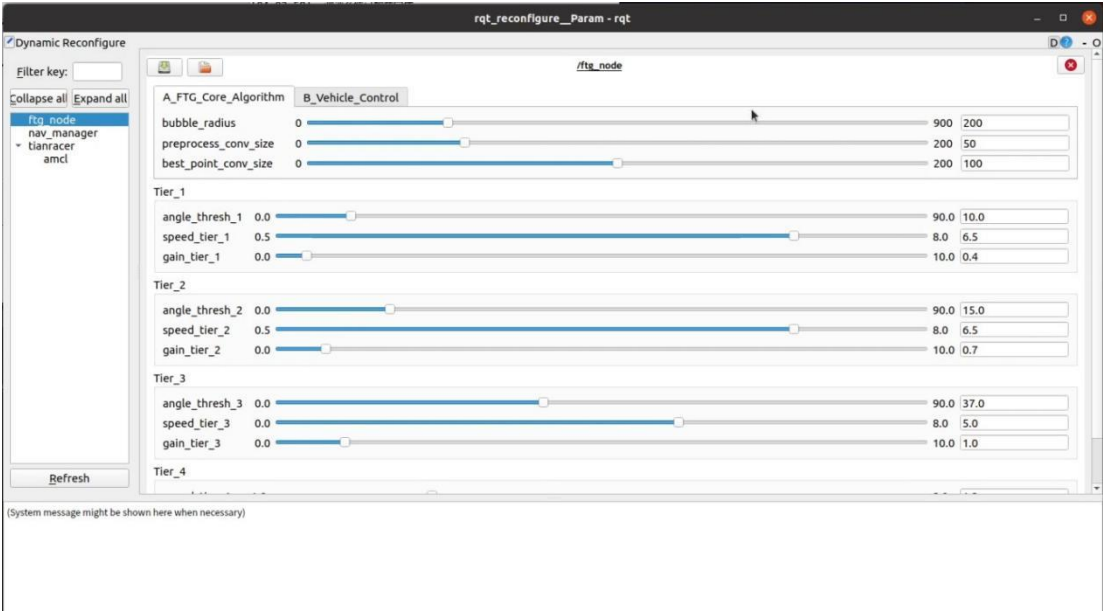 rqt_reconfigure__Param - rqt
Dynamic Reconfigure
D - O
Filter key:
Collapse all Expand all
ftg_node
nav_manager
tianracer
amcl
Refresh
/ftg_node
A_FTG_Core_Algorithm B_Vehicle_Control
bubble_radius 0 900 200
preprocess_conv_size 0 200 50
best_point_conv_size 0 200 100
Tier_1
angle_thresh_1 0.0 90.0 10.0
speed_tier_1 0.5 8.0 6.5
gain_tier_1 0.0 10.0 0.4
Tier_2
angle_thresh_2 0.0 90.0 15.0
speed_tier_2 0.5 8.0 6.5
gain_tier_2 0.0 10.0 0.7
Tier_3
angle_thresh_3 0.0 90.0 37.0
speed_tier_3 0.0 8.0 5.0
gain_tier_3 0.0 10.0 1.0
Tier_4
(System message might be shown here when necessary)